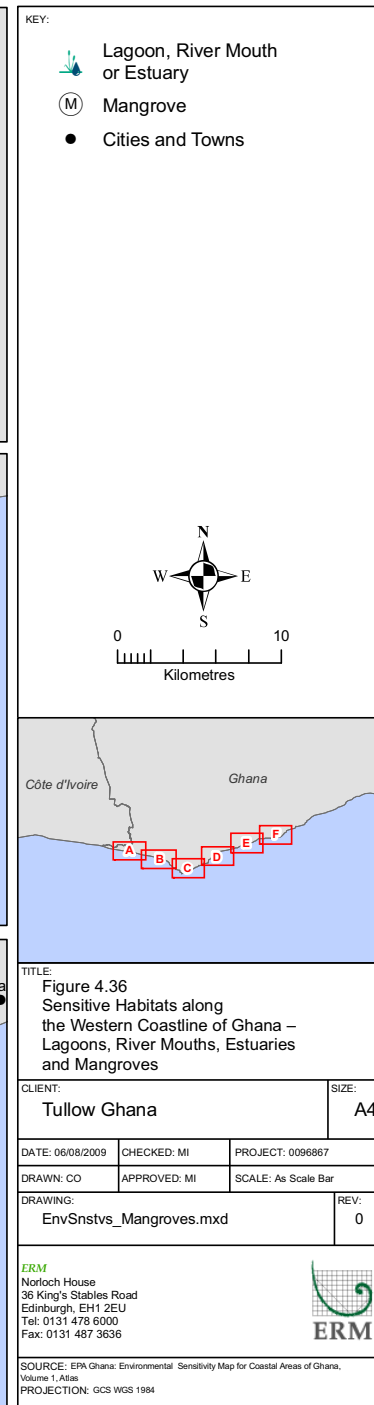 KEY:
Lagoon, River Mouth
or Estuary
M Mangrove
Cities and Towns
N
W E
S
0 10
Kilometres
Côte d'Ivoire
Ghana
A
B
C
D
E
F
a
TITLE:
Figure 4.36
Sensitive Habitats along
the Western Coastline of Ghana –
Lagoons, River Mouths, Estuaries
and Mangroves
CLIENT:
Tullow Ghana
SIZE:
A4
DATE: 06/08/2009 CHECKED: MI PROJECT: 0096867
DRAWN: CO APPROVED: MI SCALE: As Scale Bar
DRAWING:
EnvSnstvs_Mangroves.mxd
REV:
0
ERM
Norloch House
36 King's Stables Road
Edinburgh, EH1 2EU
Tel: 0131 478 6000
Fax: 0131 487 3636
ERM
SOURCE: EPA Ghana: Environmental Sensitivity Map for Coastal Areas of Ghana,
Volume 1, Atlas
PROJECTION: GCS WGS 1984